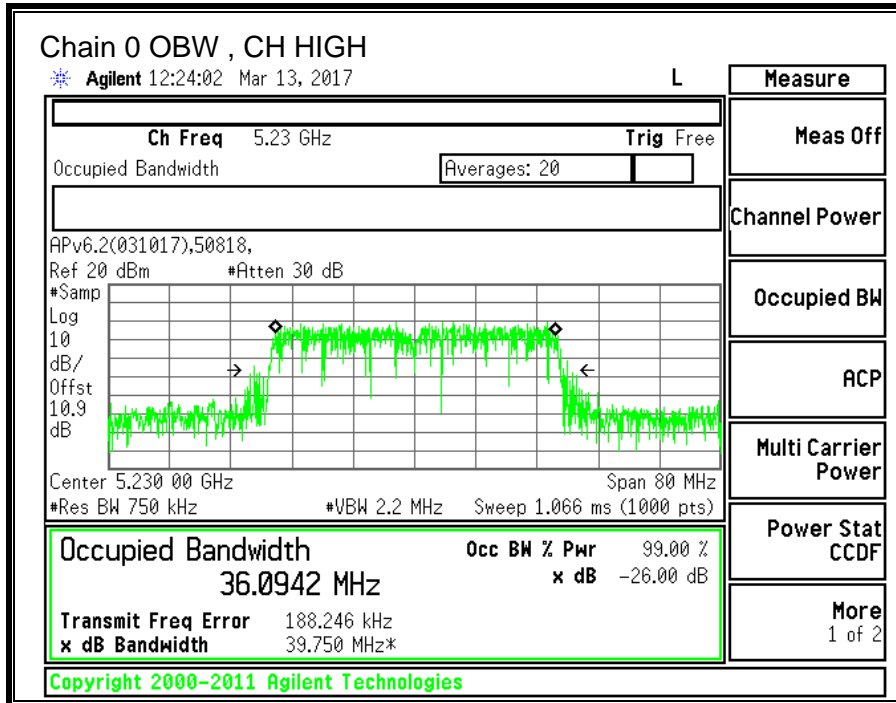 Chain 0 OBW , CH HIGH
Agilent 12:24:02 Mar 13, 2017 L Measure
Ch Freq 5.23 GHz Trig Free
Meas Off
Occupied Bandwidth Averages: 20
Channel Power
APv6.2(031017),50818,
Ref 20 dBm #Atten 30 dB
#Samp
Log
10
dB/
Offst
10.9
dB
Occupied BW
ACP
Multi Carrier
Power
Center 5.230 00 GHz Span 80 MHz
#Res BW 750 kHz #VBW 2.2 MHz Sweep 1.066 ms (1000 pts)
Power Stat
CCDF
Occupied Bandwidth Occ BW % Pwr 99.00 %
36.0942 MHz x dB -26.00 dB
Transmit Freq Error 188.246 kHz
x dB Bandwidth 39.750 MHz*
More
1 of 2
Copyright 2000-2011 Agilent Technologies